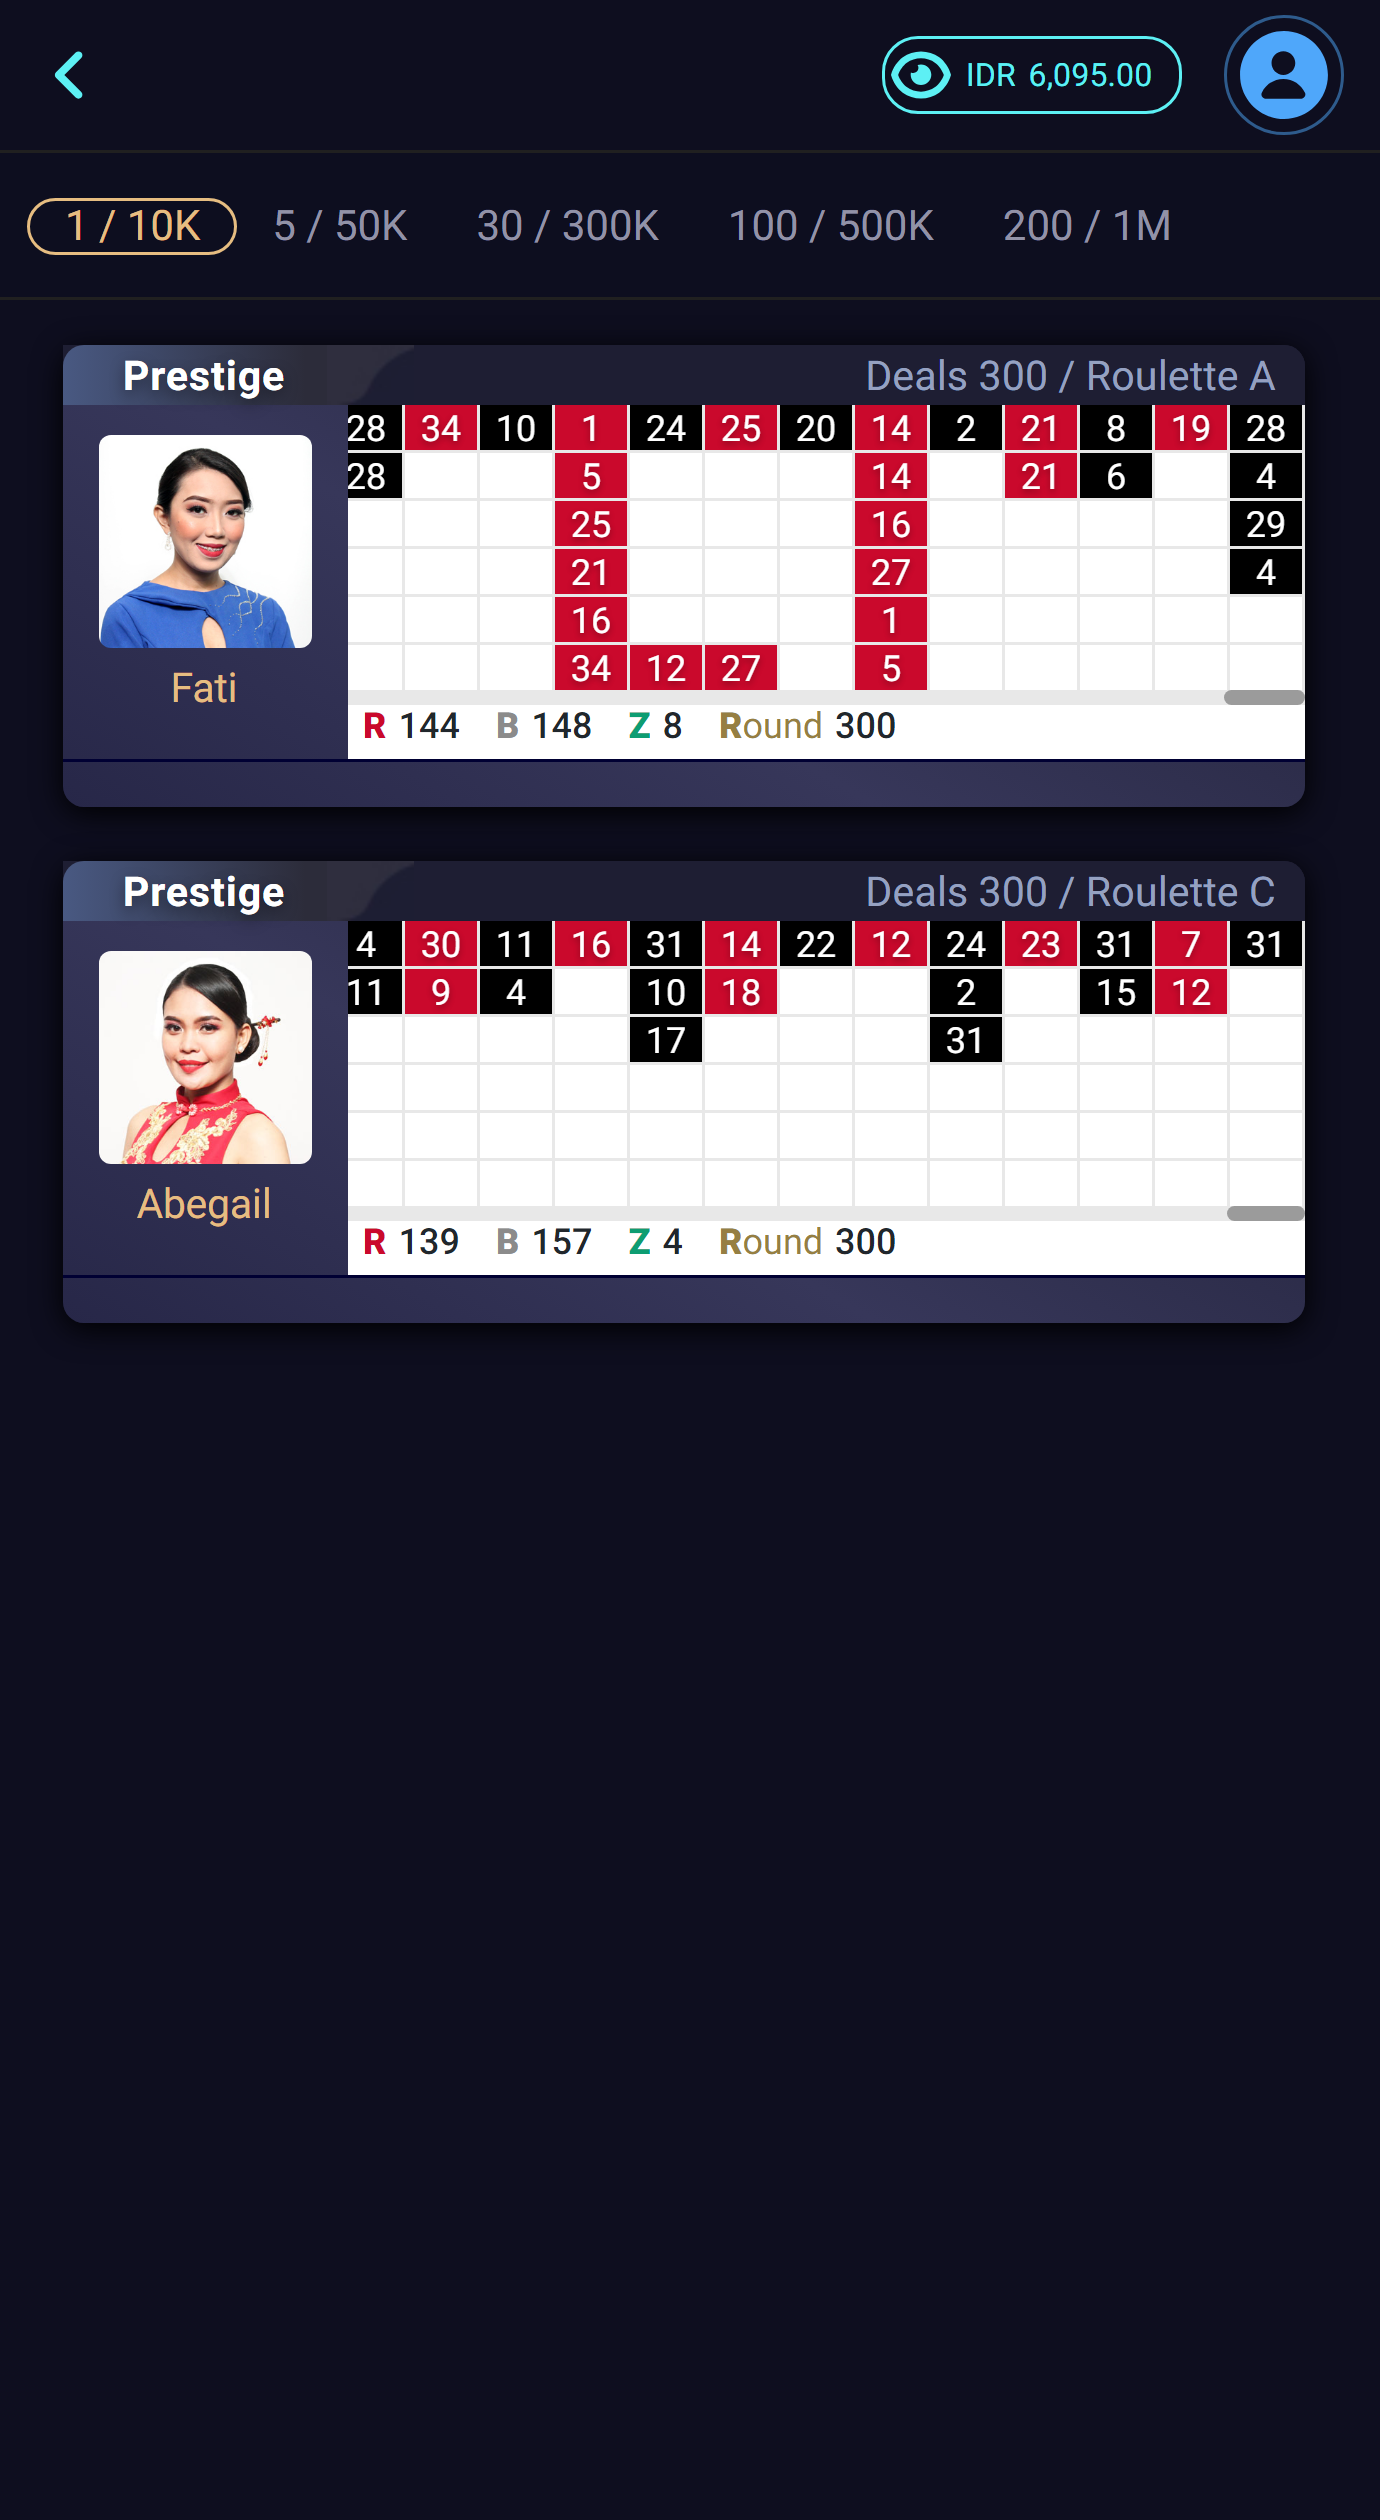 IDR 6,095.00
1 / 10K 5 / 50K 30 / 300K 100 / 500K 200 / 1M
Prestige Deals 300 / Roulette A
28 34 10 1 24 25 20 14 2 21 8 19 28
28 5 14 21 6 4
25 16 29
21 27 4
16 1
34 12 27 5
Fati
R 144 B 148 Z 8 Round 300
Prestige Deals 300 / Roulette C
4 30 11 16 31 14 22 12 24 23 31 7 31
11 9 4 10 18 2 15 12
17 31
Abegail
R 139 B 157 Z 4 Round 300